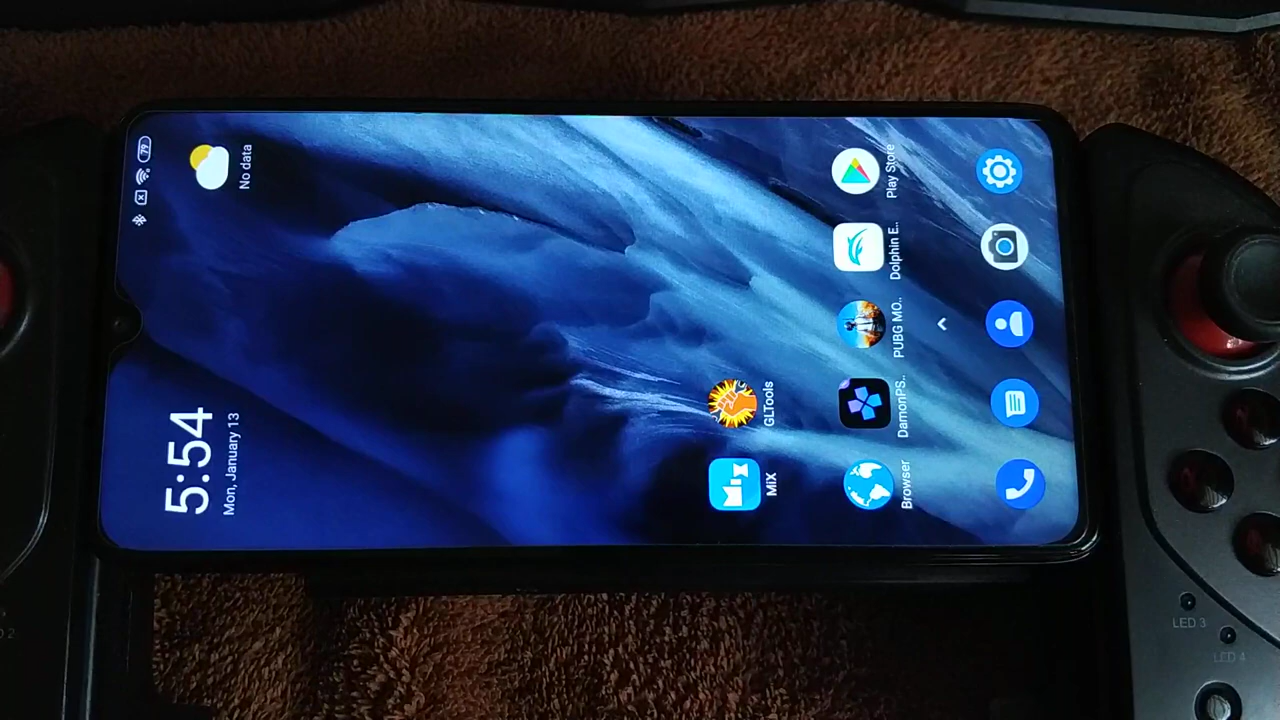 79
5:54
Mon, January 13
No data
MiX
GLTools
Browser
DamonPS..
PUBG MO..
Dolphin E..
Play Store
LED 3
LED 4